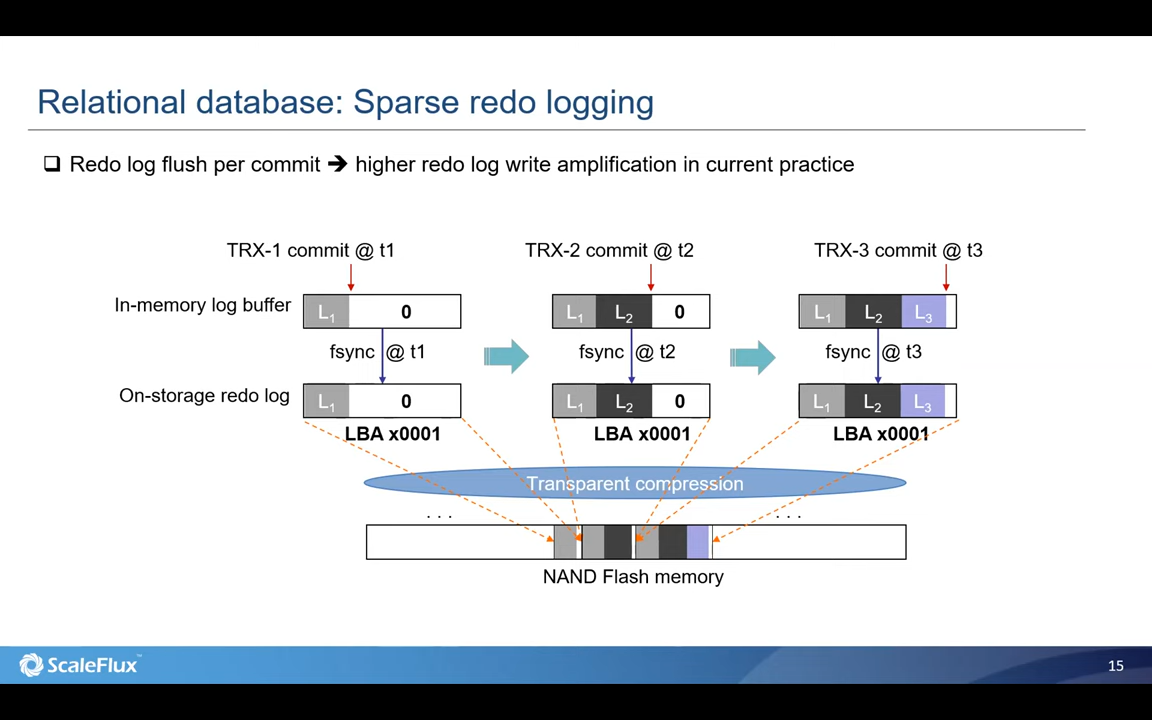 Relational database: Sparse redo logging
❑ Redo log flush per commit ➔ higher redo log write amplification in current practice
TRX-1 commit @ t1 TRX-2 commit @ t2 TRX-3 commit @ t3
In-memory log buffer L₁ 0 L₁ L₂ 0 L₁ L₂ L₃
fsync @ t1 fsync @ t2 fsync @ t3
On-storage redo log L₁ 0 L₁ L₂ 0 L₁ L₂ L₃
LBA x0001 LBA x0001 LBA x0001
Transparent compression
. . . . . .
NAND Flash memory
ScaleFlux™ 15